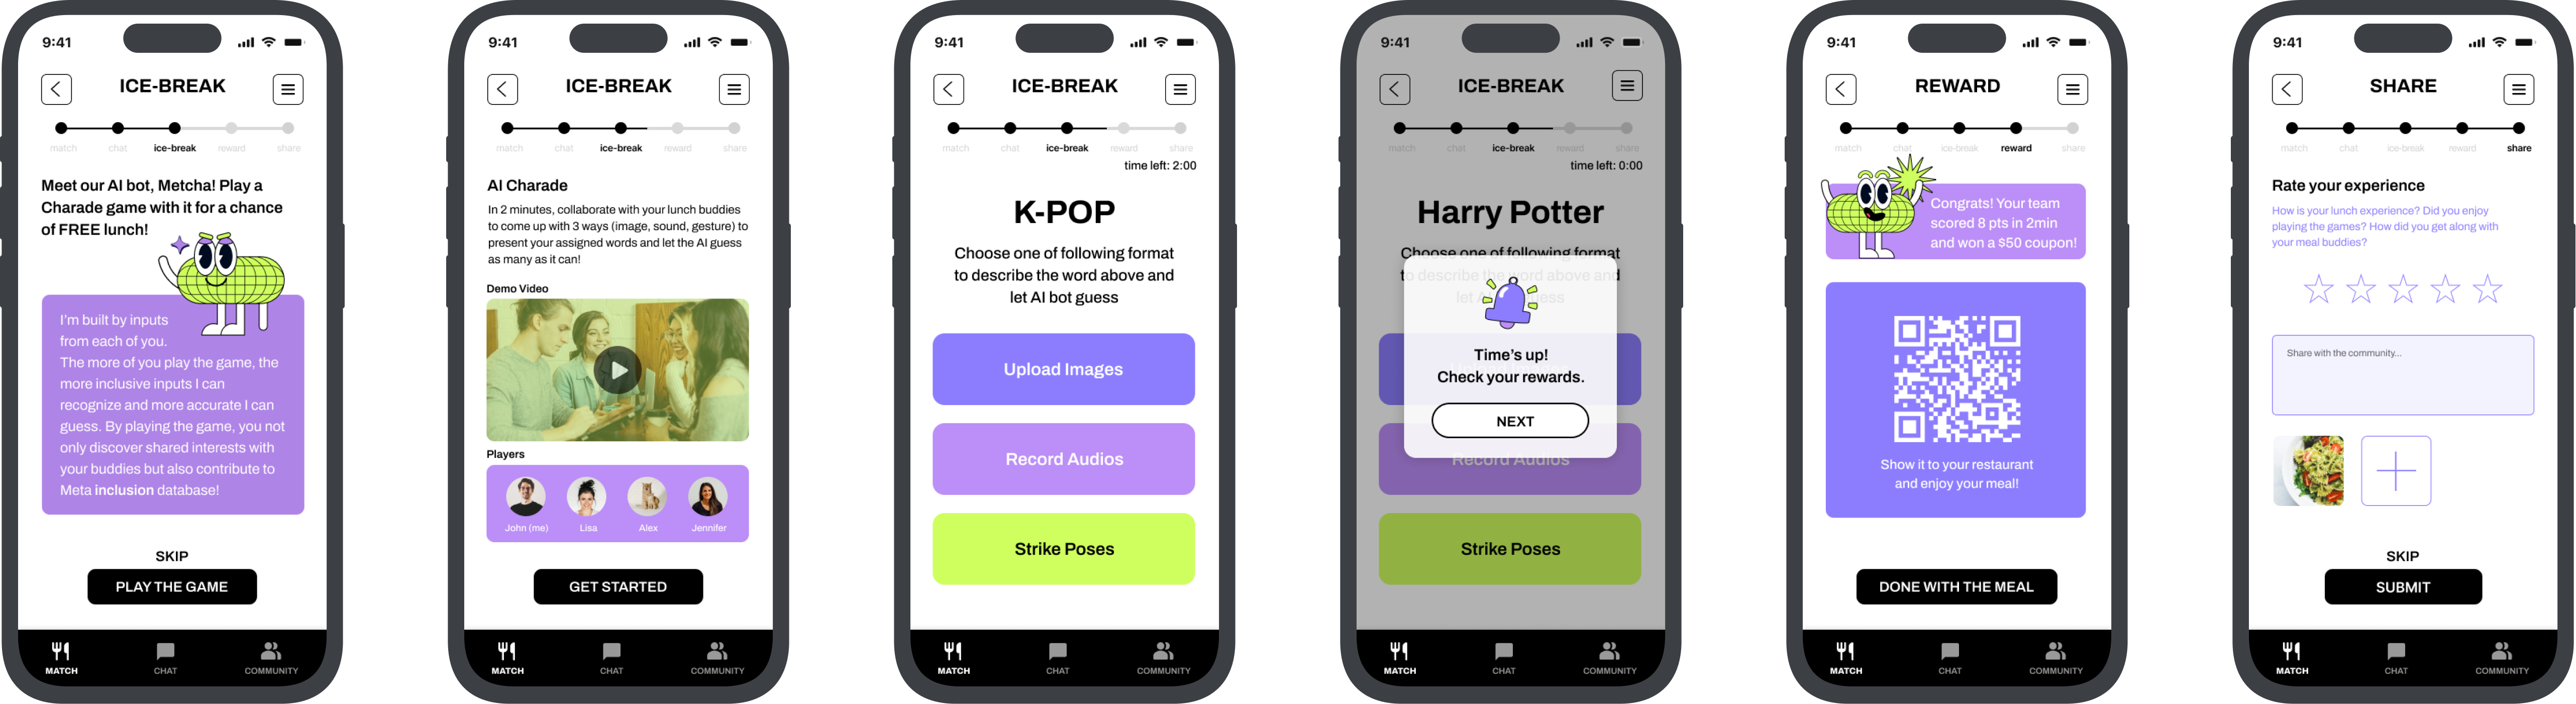 9:41
ICE-BREAK
match chat ice-break reward share
Meet our AI bot, Metcha! Play a
Charade game with it for a chance
of FREE lunch!
I'm built by inputs
from each of you.
The more of you play the game, the
more inclusive inputs I can
recognize and more accurate I can
guess. By playing the game, you not
only discover shared interests with
your buddies but also contribute to
Meta inclusion database!
SKIP
PLAY THE GAME
MATCH CHAT COMMUNITY
9:41
ICE-BREAK
match chat ice-break reward share
AI Charade
In 2 minutes, collaborate with your lunch buddies
to come up with 3 ways (image, sound, gesture) to
present your assigned words and let the AI guess
as many as it can!
Demo Video
Players
John (me) Lisa Alex Jennifer
GET STARTED
MATCH CHAT COMMUNITY
9:41
ICE-BREAK
match chat ice-break reward share
time left: 2:00
K-POP
Choose one of following format
to describe the word above and
let AI bot guess
Upload Images
Record Audios
Strike Poses
MATCH CHAT COMMUNITY
9:41
ICE-BREAK
match chat ice-break reward share
time left: 0:00
Harry Potter
Choose one of following format
to describe the word above and
let AI guess
Time's up!
Check your rewards.
NEXT
Record Audios
Strike Poses
MATCH CHAT COMMUNITY
9:41
REWARD
match chat ice-break reward share
Congrats! Your team
scored 8 pts in 2min
and won a $50 coupon!
Show it to your restaurant
and enjoy your meal!
DONE WITH THE MEAL
MATCH CHAT COMMUNITY
9:41
SHARE
match chat ice-break reward share
Rate your experience
How is your lunch experience? Did you enjoy
playing the games? How did you get along with
your meal buddies?
Share with the community...
SKIP
SUBMIT
MATCH CHAT COMMUNITY